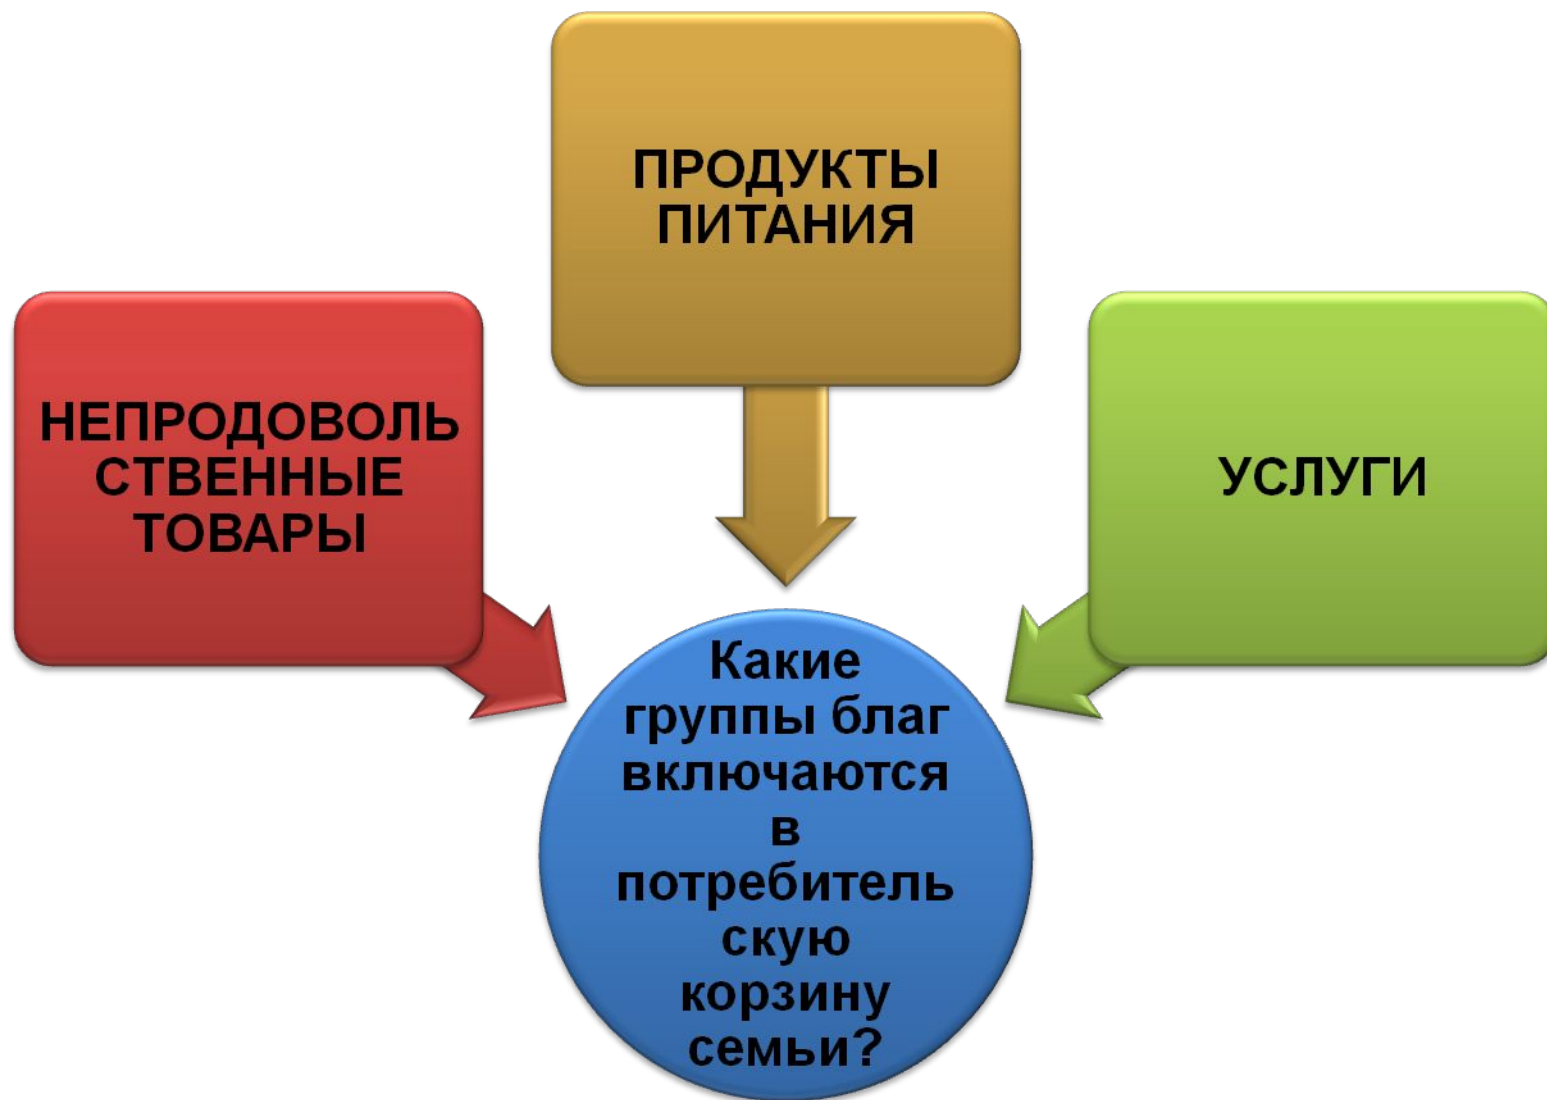 ПРОДУКТЫ
ПИТАНИЯ
НЕПРОДОВОЛЬ
СТВЕННЫЕ
ТОВАРЫ
УСЛУГИ
Какие
группы благ
включаются
в
потребитель
скую
корзину
семьи?